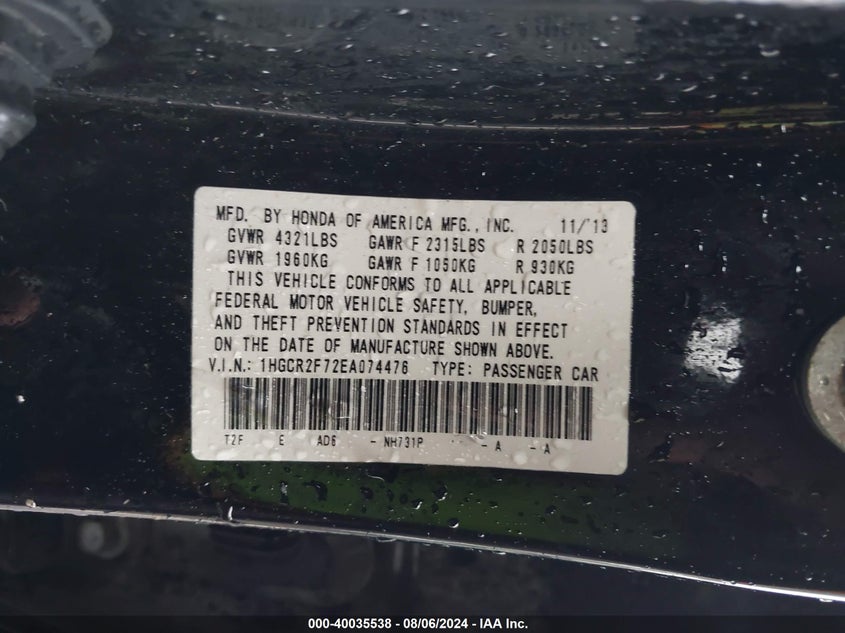 MFD. BY HONDA OF AMERICA MFG., INC. 11/'13
GVWR 4321LBS GAWR F 2315LBS R 2050LBS
GVWR 1960KG GAWR F 1050KG R 930KG
THIS VEHICLE CONFORMS TO ALL APPLICABLE
FEDERAL MOTOR VEHICLE SAFETY, BUMPER,
AND THEFT PREVENTION STANDARDS IN EFFECT
ON THE DATE OF MANUFACTURE SHOWN ABOVE.
V.I.N.: 1HGCR2F72EA074476 TYPE: PASSENGER CAR
T2F E AD6 - NH731P - A - A
000-40035538 - 08/06/2024 - IAA Inc.